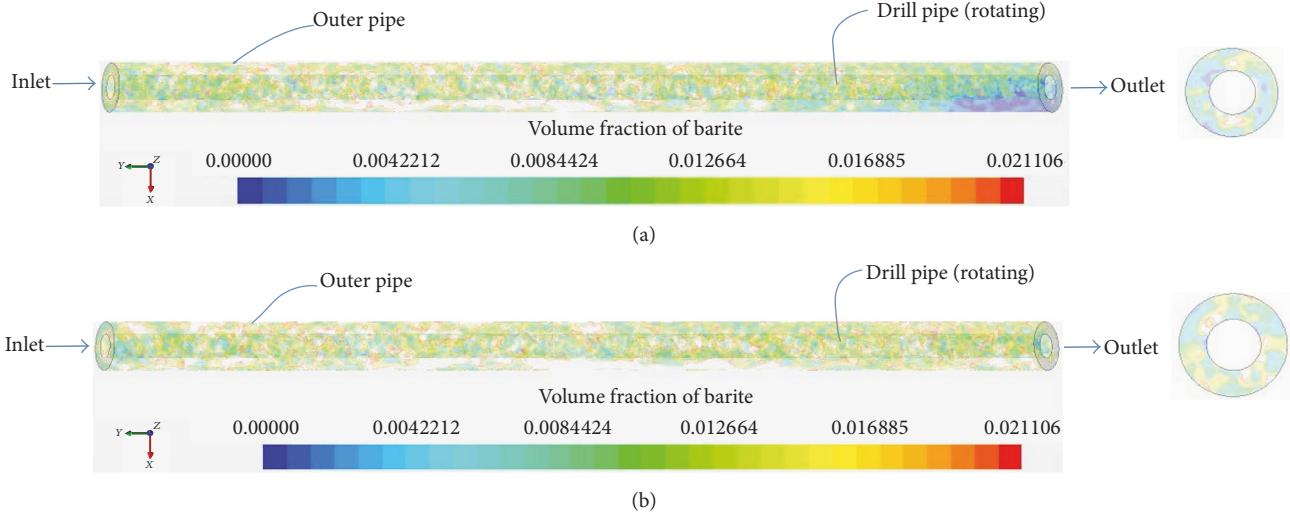 Outer pipe
Drill pipe (rotating)
Inlet
Outlet
Volume fraction of barite
0.00000 0.0042212 0.0084424 0.012664 0.016885 0.021106
Y Z
X
(a)
Outer pipe
Drill pipe (rotating)
Inlet
Outlet
Volume fraction of barite
0.00000 0.0042212 0.0084424 0.012664 0.016885 0.021106
Y Z
X
(b)